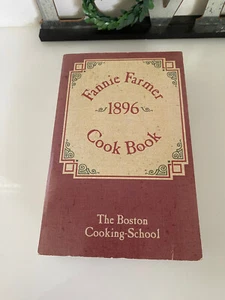 Fannie Farmer
1896
Cook Book
The Boston
Cooking-School